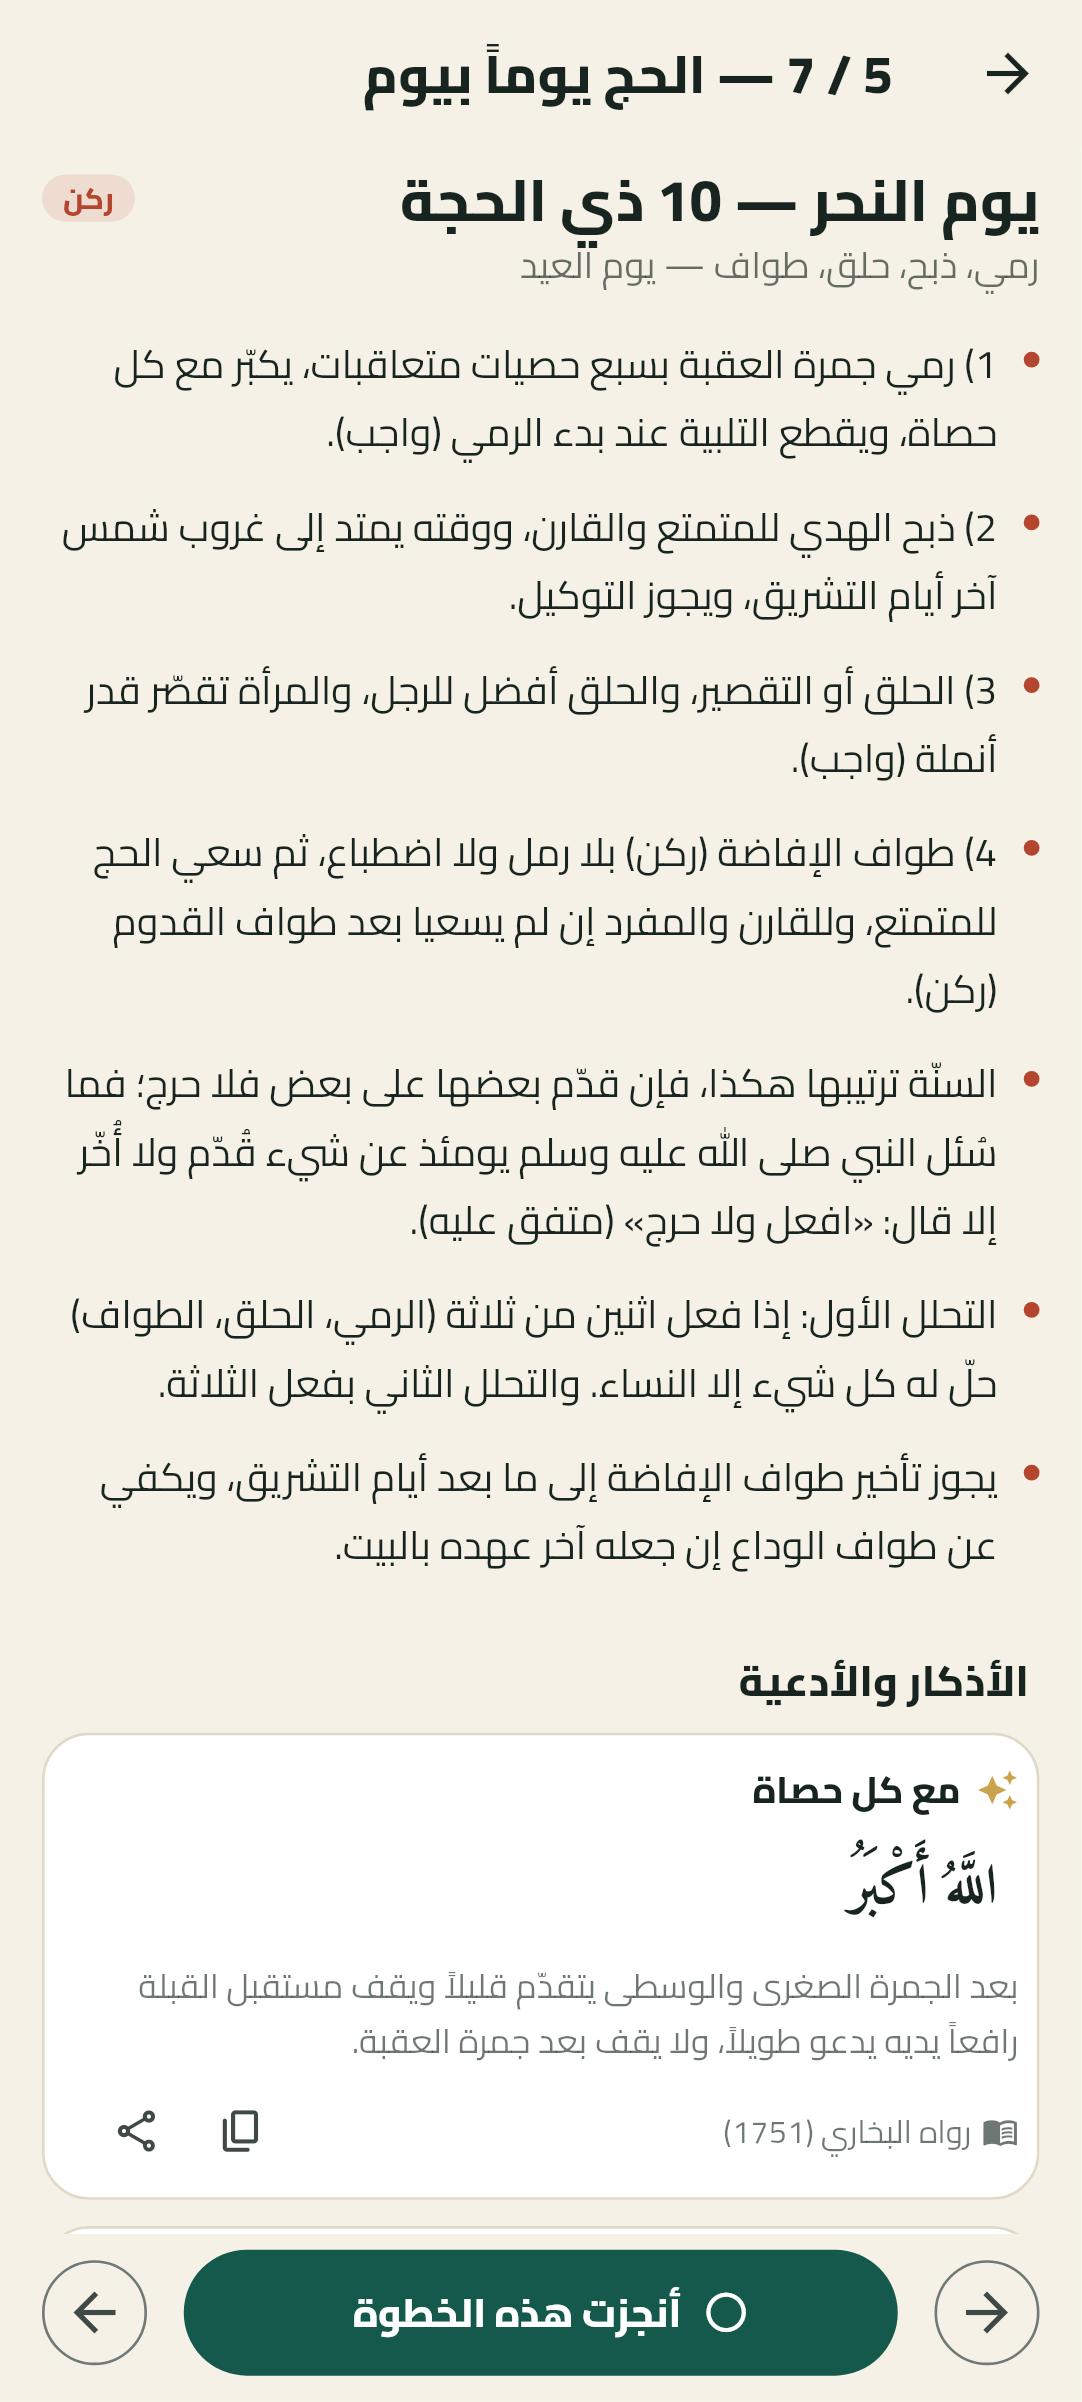 5 / 7 — الحج يوماً بيوم
يوم النحر — 10 ذي الحجة
ركن
رمي، ذبح، حلق، طواف — يوم العيد
1) رمي جمرة العقبة بسبع حصيات متعاقبات، يكبّر مع كل
حصاة، ويقطع التلبية عند بدء الرمي (واجب).
2) ذبح الهدي للمتمتع والقارن، ووقته يمتد إلى غروب شمس
آخر أيام التشريق، ويجوز التوكيل.
3) الحلق أو التقصير، والحلق أفضل للرجل، والمرأة تقصّر قدر
أنملة (واجب).
4) طواف الإفاضة (ركن) بلا رمل ولا اضطباع، ثم سعي الحج
للمتمتع، وللقارن والمفرد إن لم يسعيا بعد طواف القدوم
(ركن).
السنّة ترتيبها هكذا، فإن قدّم بعضها على بعض فلا حرج؛ فما
سُئل النبي صلى الله عليه وسلم يومئذ عن شيء قُدّم ولا أُخّر
إلا قال: «افعل ولا حرج» (متفق عليه).
التحلل الأول: إذا فعل اثنين من ثلاثة (الرمي، الحلق، الطواف)
حلّ له كل شيء إلا النساء. والتحلل الثاني بفعل الثلاثة.
يجوز تأخير طواف الإفاضة إلى ما بعد أيام التشريق، ويكفي
عن طواف الوداع إن جعله آخر عهده بالبيت.
الأذكار والأدعية
مع كل حصاة
اللَّهُ أَكْبَرُ
بعد الجمرة الصغرى والوسطى يتقدّم قليلاً ويقف مستقبل القبلة
رافعاً يديه يدعو طويلاً، ولا يقف بعد جمرة العقبة.
رواه البخاري (1751)
أنجزت هذه الخطوة